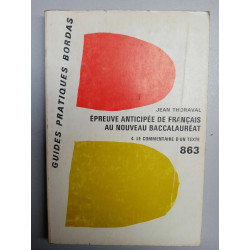 GUIDES PRATIQUES BORDAS
JEAN THORAVAL
ÉPREUVE ANTICIPÉE DE FRANÇAIS
AU NOUVEAU BACCALAURÉAT
4. LE COMMENTAIRE D'UN TEXTE
863